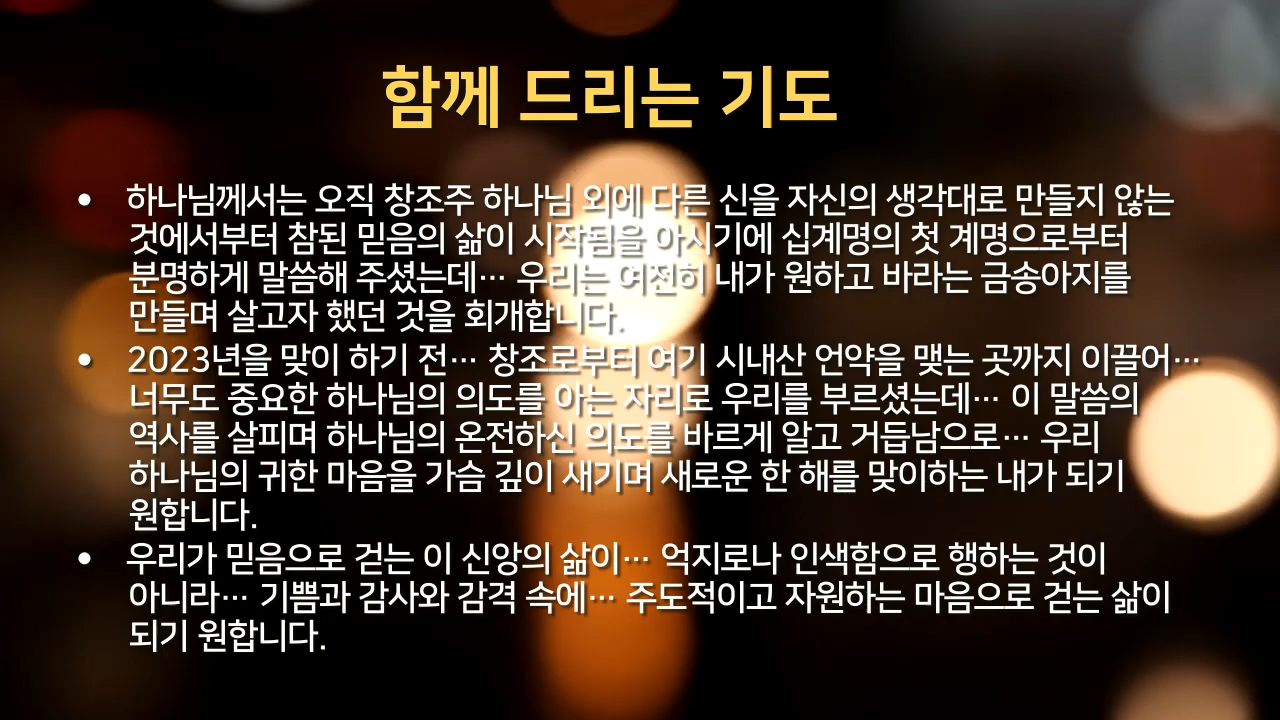 함께 드리는 기도
• 하나님께서는 오직 창조주 하나님 외에 다른 신을 자신의 생각대로 만들지 않는
것에서부터 참된 믿음의 삶이 시작됨을 아시기에 십계명의 첫 계명으로부터
분명하게 말씀해 주셨는데… 우리는 여전히 내가 원하고 바라는 금송아지를
만들며 살고자 했던 것을 회개합니다.
• 2023년을 맞이 하기 전… 창조로부터 여기 시내산 언약을 맺는 곳까지 이끌어…
너무도 중요한 하나님의 의도를 아는 자리로 우리를 부르셨는데… 이 말씀의
역사를 살피며 하나님의 온전하신 의도를 바르게 알고 거듭남으로… 우리
하나님의 귀한 마음을 가슴 깊이 새기며 새로운 한 해를 맞이하는 내가 되기
원합니다.
• 우리가 믿음으로 걷는 이 신앙의 삶이… 억지로나 인색함으로 행하는 것이
아니라… 기쁨과 감사와 감격 속에… 주도적이고 자원하는 마음으로 걷는 삶이
되기 원합니다.